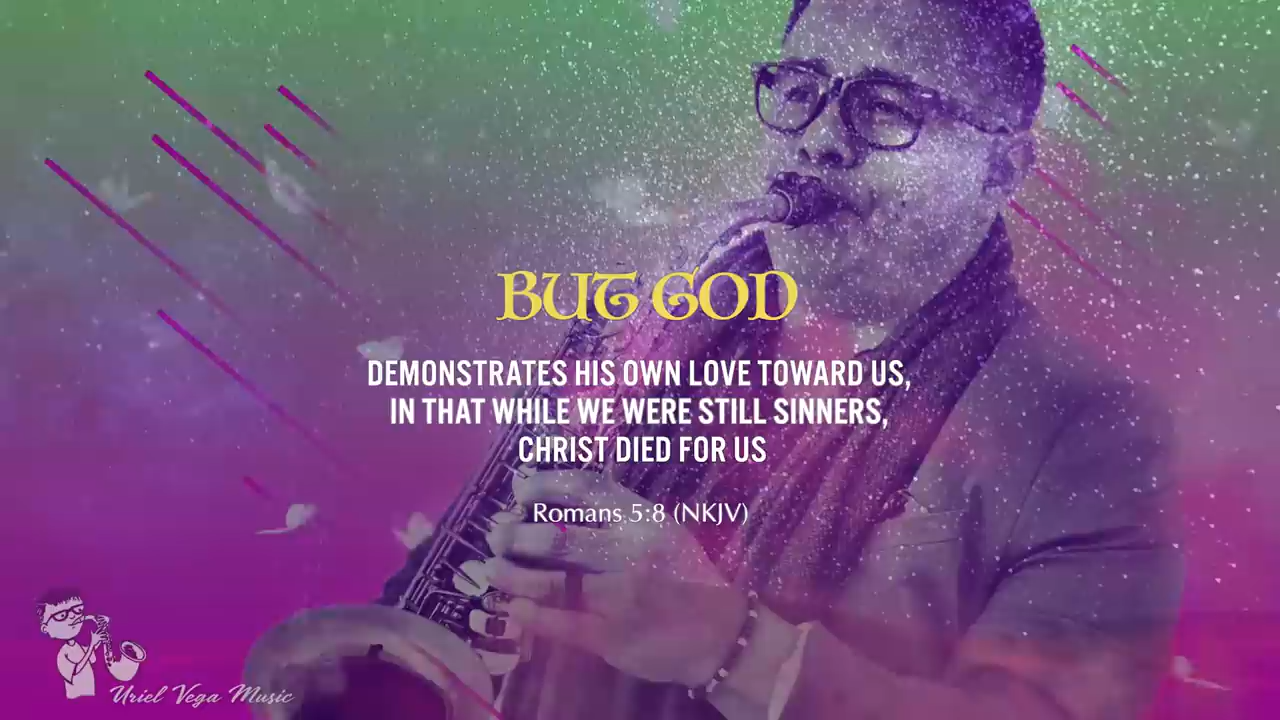 BUT GOD
DEMONSTRATES HIS OWN LOVE TOWARD US,
IN THAT WHILE WE WERE STILL SINNERS,
CHRIST DIED FOR US
Romans 5:8 (NKJV)
Uriel Vega Music